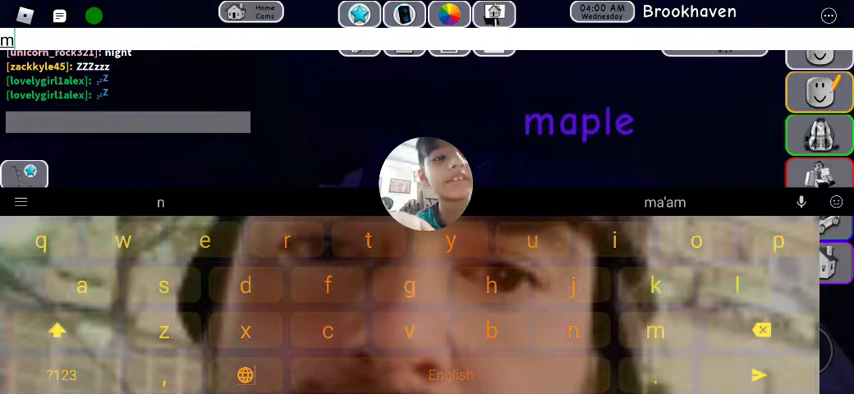 Home
Cams
04:00 AM
Wednesday
Brookhaven
m
[unicorn_rock321]: night
[zackkyle45]: ZZZzzz
[lovelygirl1alex]: 💤
[lovelygirl1alex]: 💤
maple
n
ma'am
q w e r t y u i o p
a s d f g h j k l
z x c v b n m
?123 , English .